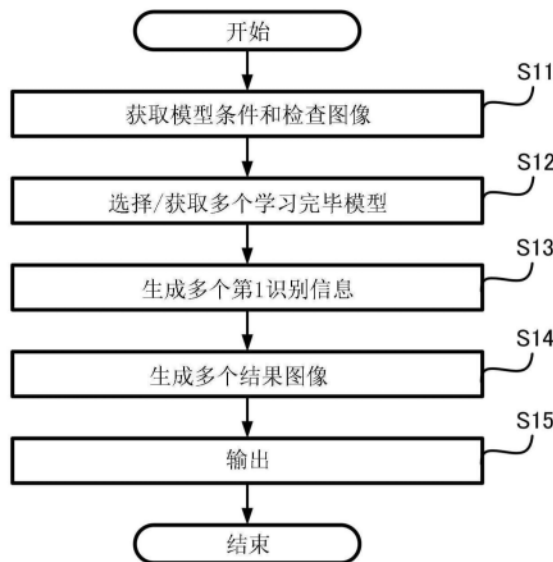 开始
S11
获取模型条件和检查图像
S12
选择/获取多个学习完毕模型
S13
生成多个第1识别信息
S14
生成多个结果图像
S15
输出
结束